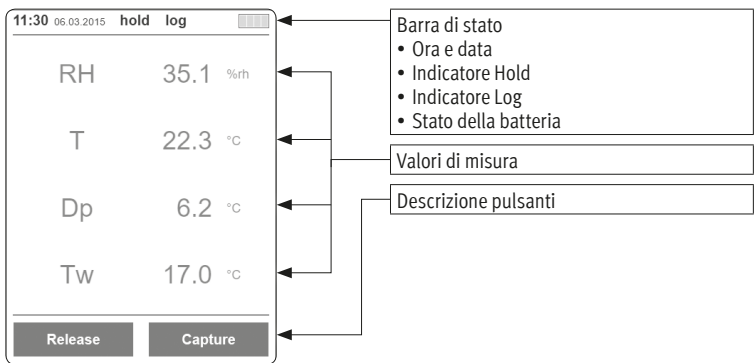 11:30 06.03.2015 hold log
RH 35.1 %rh
T 22.3 °C
Dp 6.2 °C
Tw 17.0 °C
Release Capture
Barra di stato
• Ora e data
• Indicatore Hold
• Indicatore Log
• Stato della batteria
Valori di misura
Descrizione pulsanti